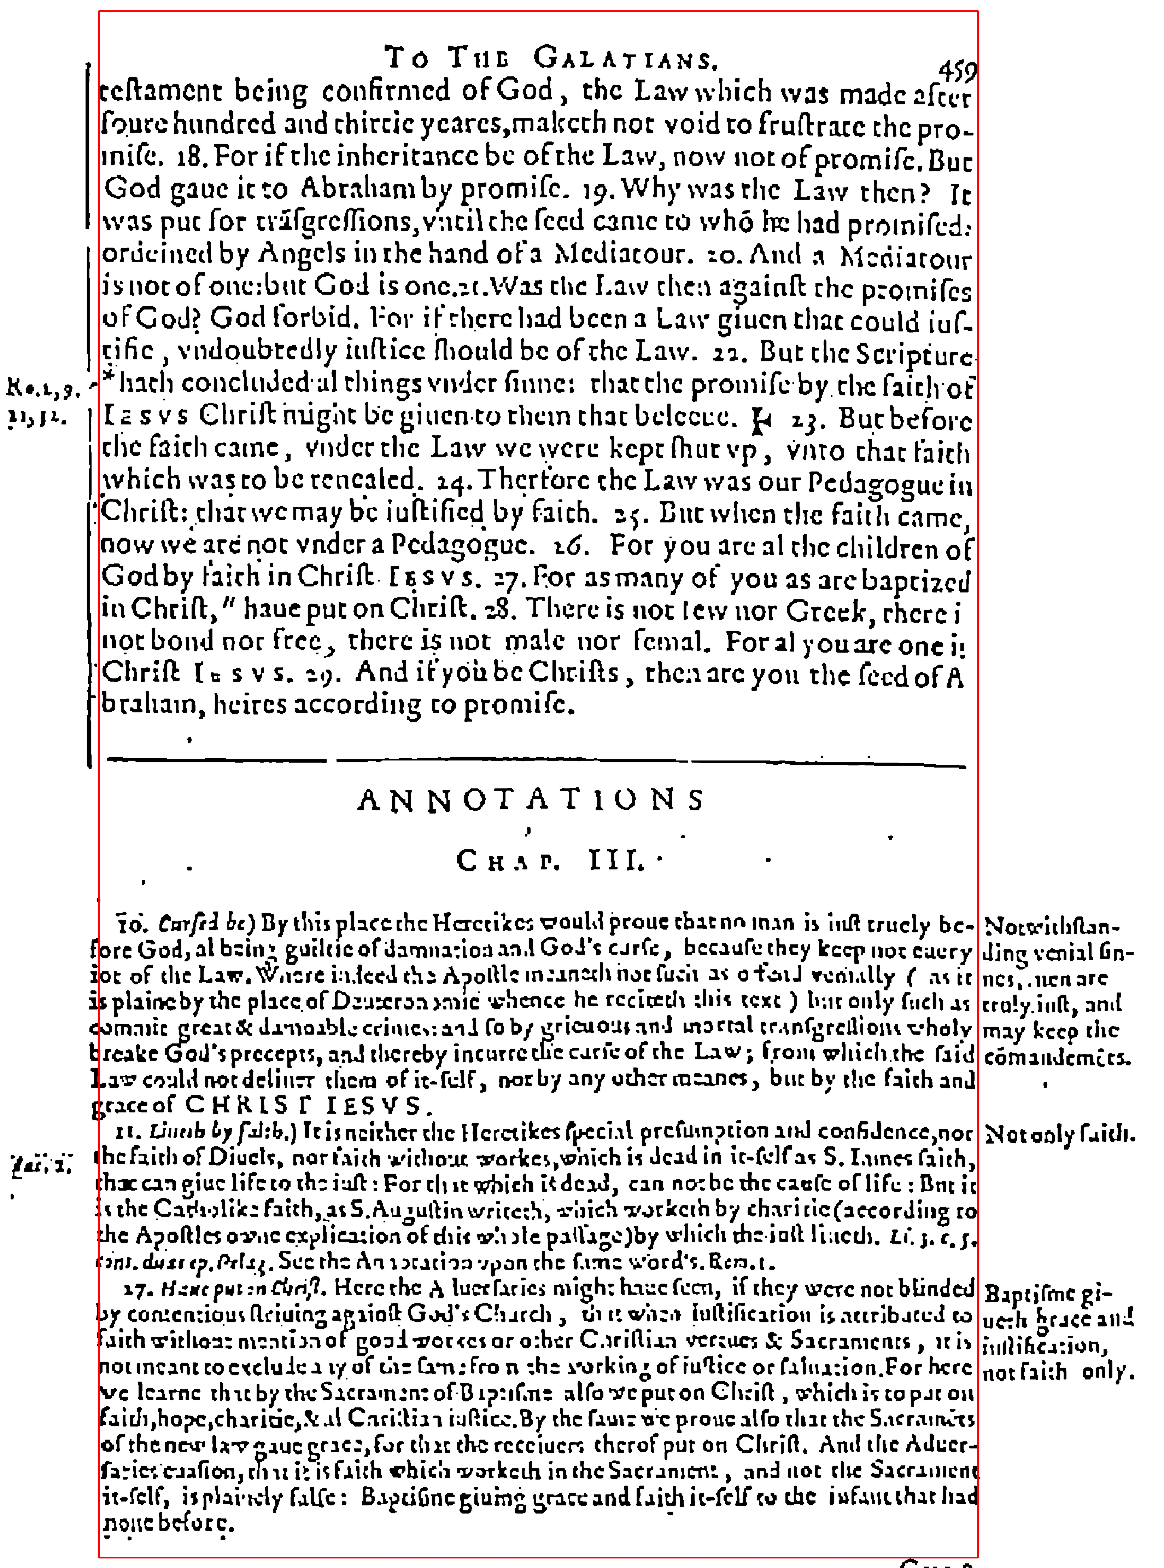 TO THE GALATIANS.
459
testament being confirmed of God, the Law which was made after
foure hundred and thirtie yeares, maketh not void to frustrate the pro-
mise. 18. For if the inheritance be of the Law, now not of promise. But
God gaue it to Abraham by promise. 19. Why was the Law then? It
was put for trãsgressions, vntil the seed came to whõ he had promised:
ordeined by Angels in the hand of a Mediatour. 20. And a Mediatour
is not of one: but God is one. 21. Was the Law then against the promises
of God? God forbid. For if there had been a Law giuen that could ius-
tifie, vndoubtedly iustice should be of the Law. 22. But the Scripture
Ro. 3, 9.
*hath concluded al things vnder sinne: that the promise by the faith of
11, 32.
IESVS Christ might be giuen to them that beleeue. 23. But before
the faith came, vnder the Law we were kept shut vp, vnto that faith
which was to be reuealed. 24. Therfore the Law was our Pedagogue in
Christ: that we may be iustified by faith. 25. But when the faith came,
now we are not vnder a Pedagogue. 26. For you are al the children of
God by faith in Christ IESVS. 27. For as many of you as are baptized
in Christ, " haue put on Christ. 28. There is not Iew nor Greek, there i
not bond nor free, there is not male nor femal. For al you are one i
Christ IESVS. 29. And if you be Christs, then are you the seed of A
braham, heires according to promise.
ANNOTATIONS
CHAP. III.
10. Cursed be) By this place the Heretikes would proue that no man is iust truely be-
fore God, al being guiltie of damnation and God's curse, because they keep not euery
iot of the Law. Where indeed the Apostle meaneth not such as offend venially (as it
is plaine by the place of Deuteronomie whence he reciteth this text) but only such as
commit great & damnable crimes: and so by grieuous and mortal transgressions wholy
breake God's precepts, and thereby incurre the curse of the Law; from which the said
Law could not deliuer them of it-self, nor by any other meanes, but by the faith and
grace of CHRIST IESVS.
Notwithstan-
ding venial sin-
nes, men are
truly iust, and
may keep the
cõmandemẽts.
11. Liueth by faith.) It is neither the Heretikes special presumption and confidence, nor
the faith of Diuels, nor faith without workes, which is dead in it-self as S. Iames saith,
that can giue life to the iust: For that which is dead, can not be the cause of life: But it
is the Catholike faith, as S. Augustin writeth, which worketh by charitie (according to
the Apostles owne explication of this whole passage) by which the iust liueth. Li. 3. c. 5.
cont. duas ep. Pelag. See the Annotation vpon the same word's. Rom. 1.
Not only faith.
Iac. 2.
27. Haue put on Christ. Here the Aduersaries might haue seen, if they were not blinded
by contentious striuing against God's Church, that when Iustification is attributed to
faith without mention of good workes or other Christian vertues & Sacraments, it is
not meant to exclude any of the same from the working of iustice or saluation. For here
we learne that by the Sacrament of Baptisme also we put on Christ, which is to put on
faith, hope, charitie, & al Christian iustice. By the same we proue also that the Sacramẽts
of the new law gaue grace, for that the receiuers therof put on Christ. And the Aduer-
saries euasion, that it is faith which worketh in the Sacrament, and not the Sacrament
it-self, is plainely false: Baptisme giuing grace and faith it-self to the infant that had
none before.
Baptisme gi-
ueth grace and
iustification,
not faith only.